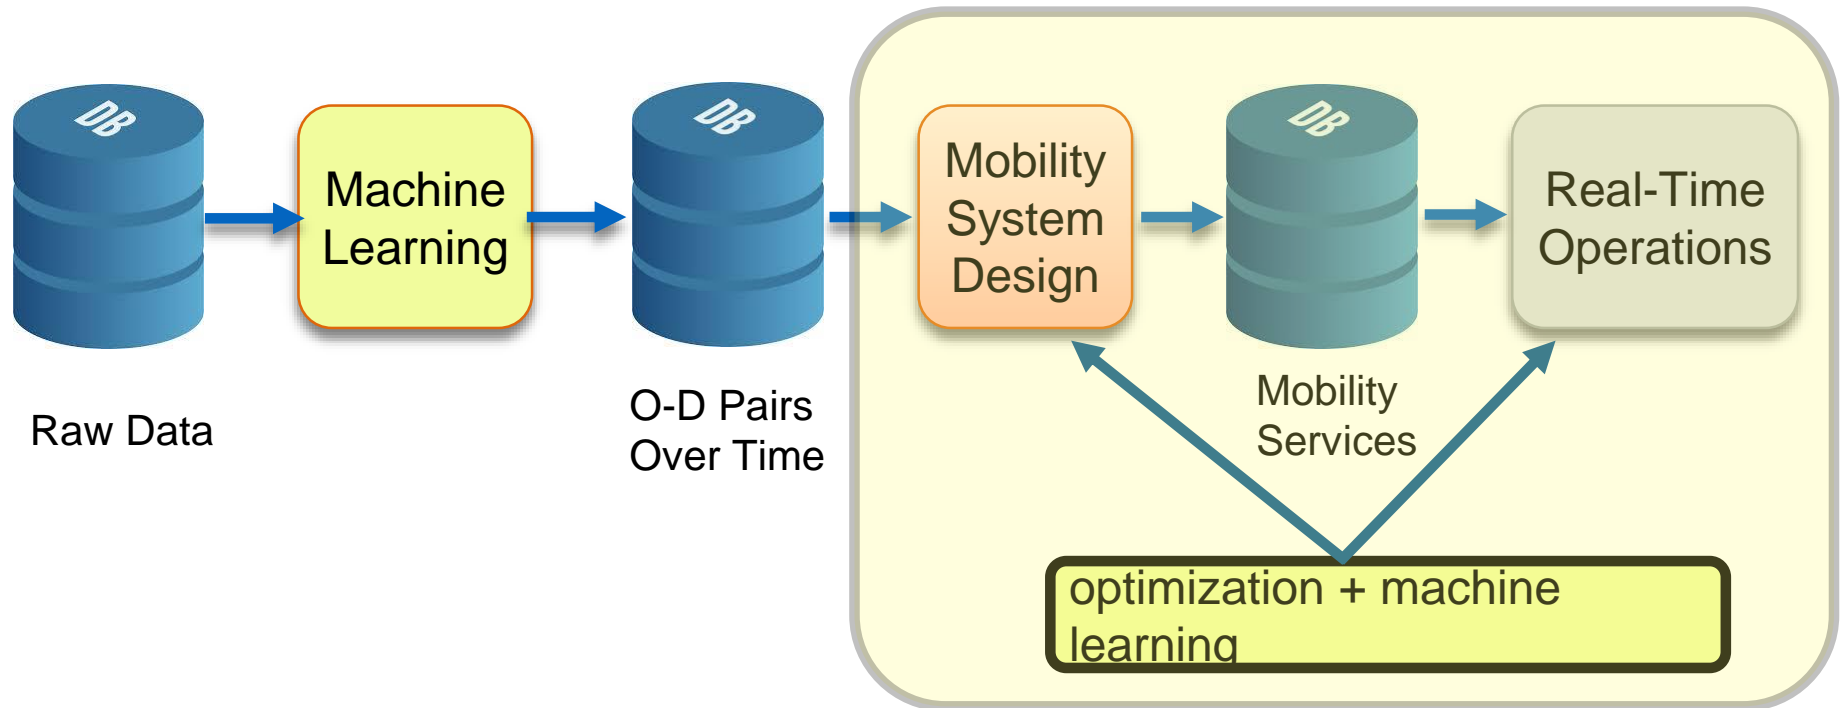 DB
Machine
Learning
DB
Mobility
System
Design
DB
Real-Time
Operations
Raw Data
O-D Pairs
Over Time
Mobility
Services
optimization + machine
learning